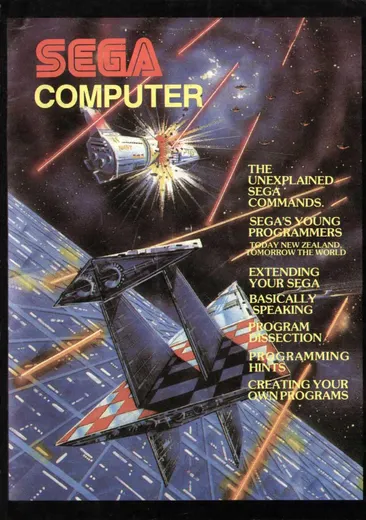 SEGA
COMPUTER
THE
UNEXPLAINED
SEGA
COMMANDS.
SEGA'S YOUNG
PROGRAMMERS
TODAY NEW ZEALAND,
TOMORROW THE WORLD
EXTENDING
YOUR SEGA
BASICALLY
SPEAKING
PROGRAM
DISSECTION
PROGRAMMING
HINTS
CREATING YOUR
OWN PROGRAMS